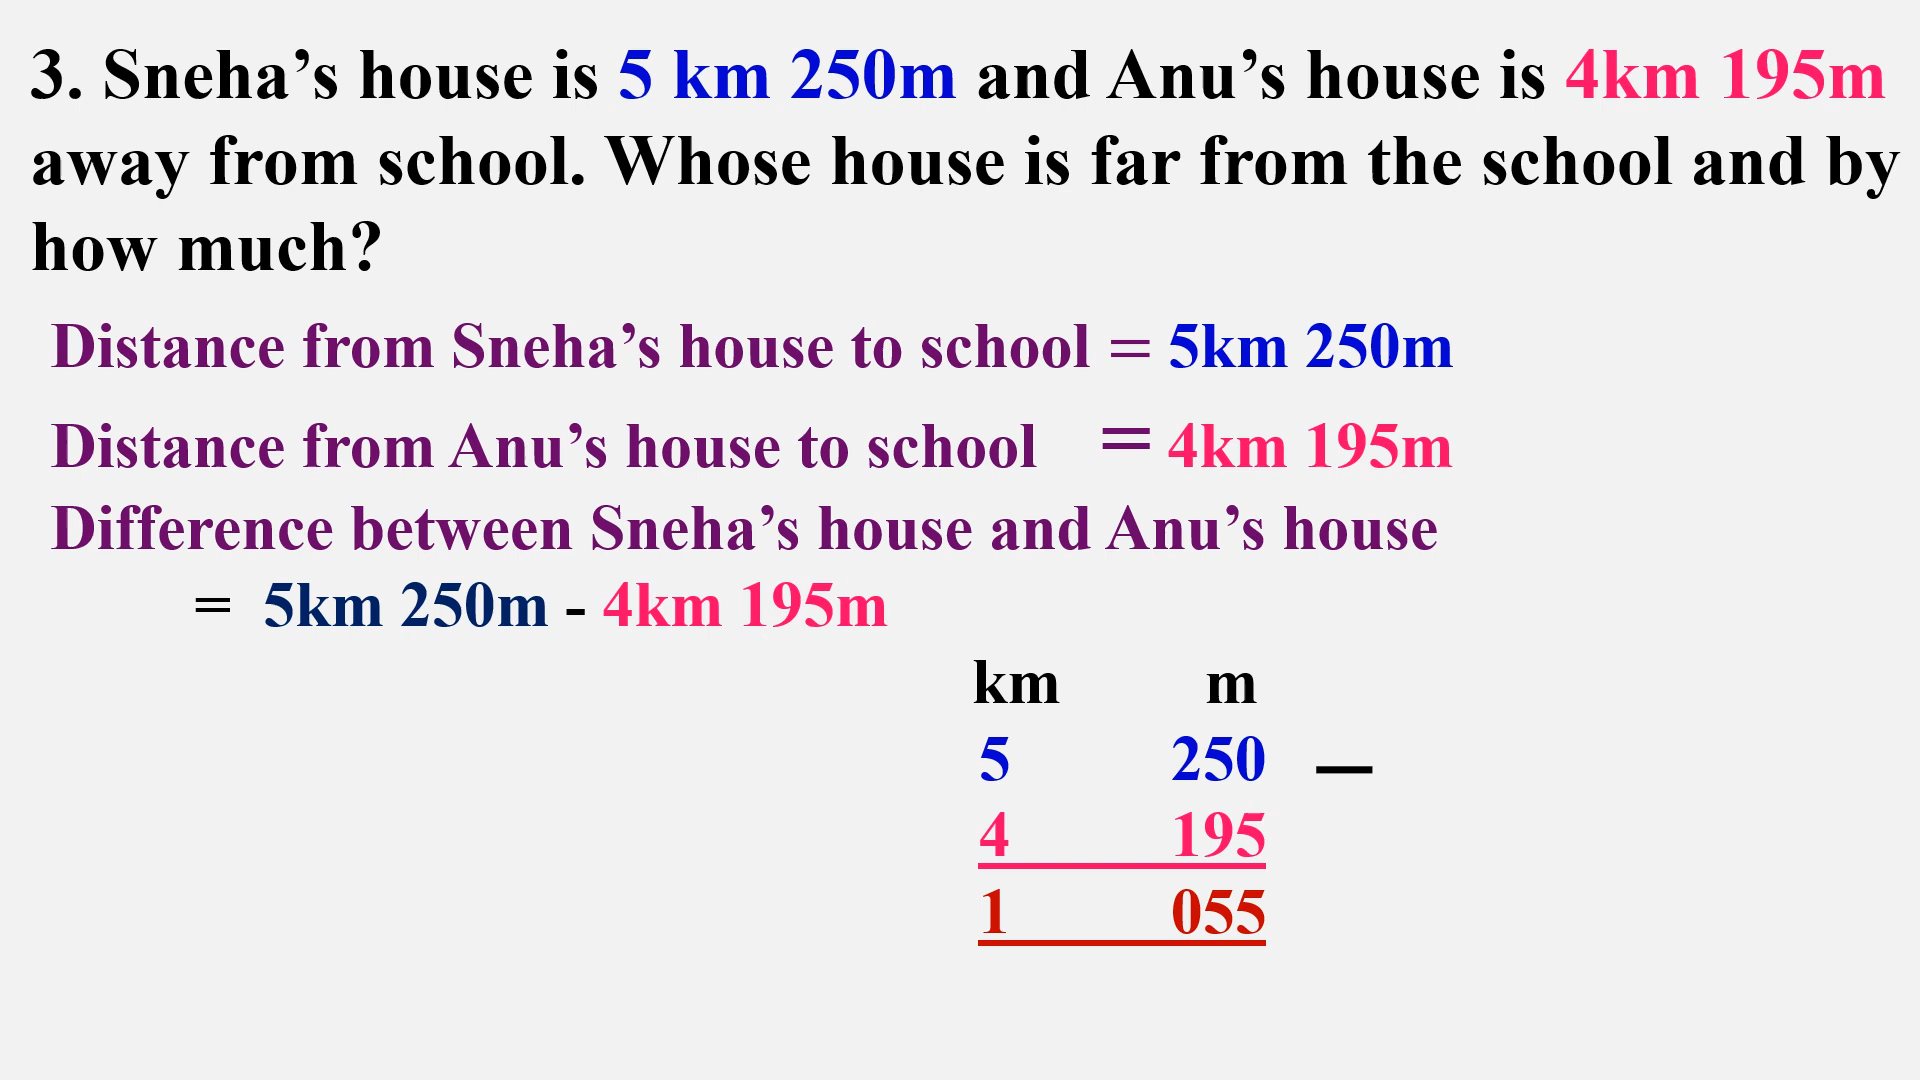 3. Sneha’s house is 5 km 250m and Anu’s house is 4km 195m
away from school. Whose house is far from the school and by
how much?
Distance from Sneha’s house to school = 5km 250m
Distance from Anu’s house to school = 4km 195m
Difference between Sneha’s house and Anu’s house
= 5km 250m - 4km 195m
km m
5 250 —
4 195
1 055